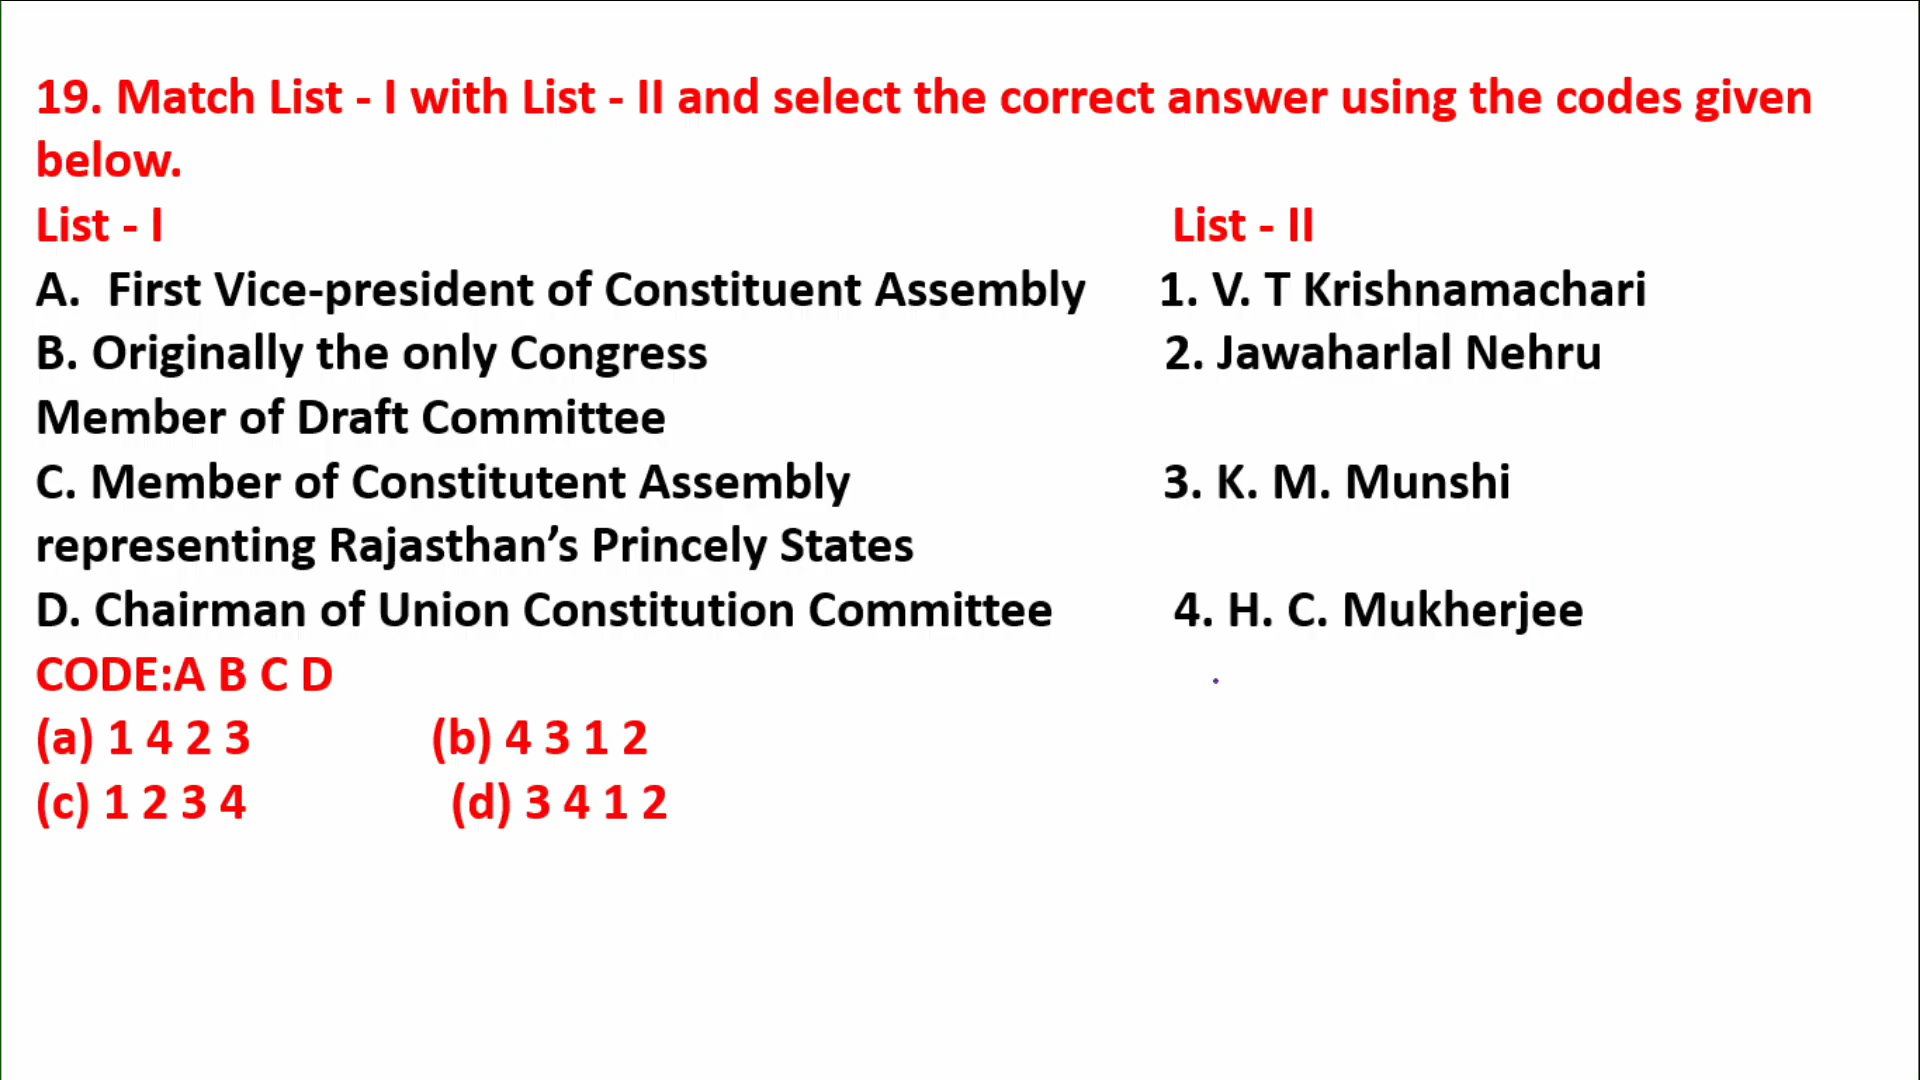 19. Match List - I with List - II and select the correct answer using the codes given
below.
List - I List - II
A. First Vice-president of Constituent Assembly 1. V. T Krishnamachari
B. Originally the only Congress 2. Jawaharlal Nehru
Member of Draft Committee
C. Member of Constitutent Assembly 3. K. M. Munshi
representing Rajasthan’s Princely States
D. Chairman of Union Constitution Committee 4. H. C. Mukherjee
CODE:A B C D
(a) 1 4 2 3 (b) 4 3 1 2
(c) 1 2 3 4 (d) 3 4 1 2